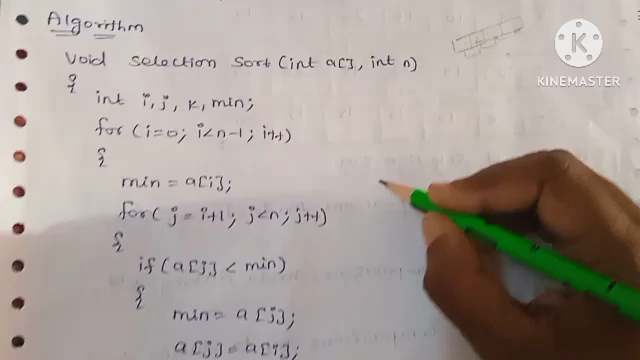 Algorithm
Void Selection Sort (int a[], int n)
{
int i, j, k, min;
for (i=0; i<n-1; i++)
{
min = a[i];
for( j = i+1; j<n; j++)
{
if (a[j] < min)
{
min = a[j];
a[j] = a[i];
KINEMASTER